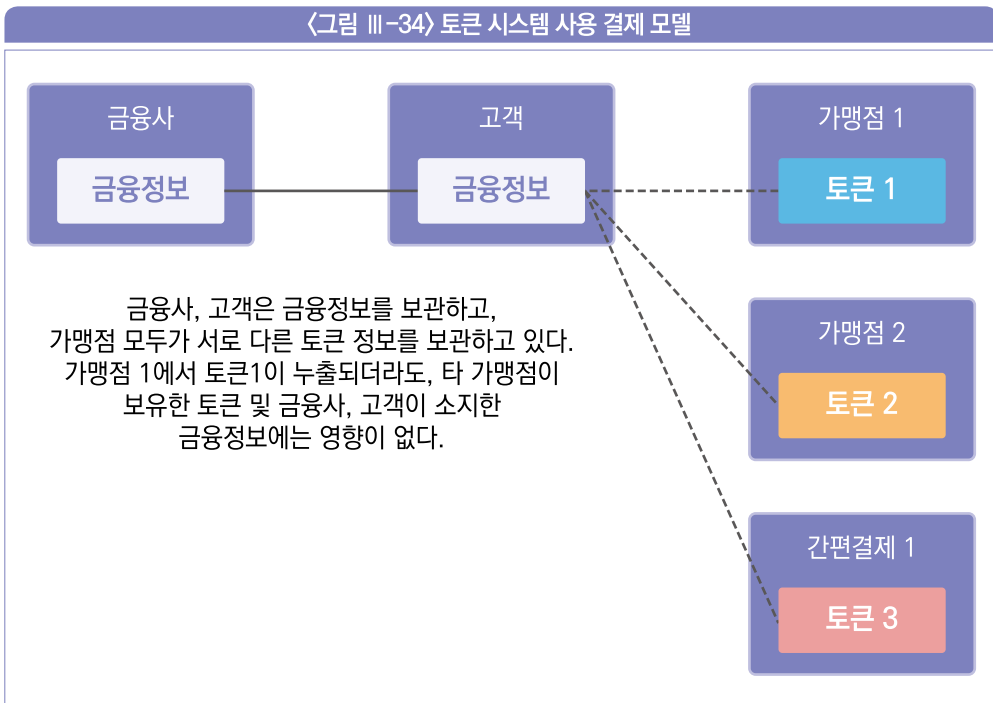 〈그림 Ⅲ-34〉 토큰 시스템 사용 결제 모델
금융사
금융정보
고객
금융정보
가맹점 1
토큰 1
금융사, 고객은 금융정보를 보관하고,
가맹점 모두가 서로 다른 토큰 정보를 보관하고 있다.
가맹점 1에서 토큰1이 누출되더라도, 타 가맹점이
보유한 토큰 및 금융사, 고객이 소지한
금융정보에는 영향이 없다.
가맹점 2
토큰 2
간편결제 1
토큰 3